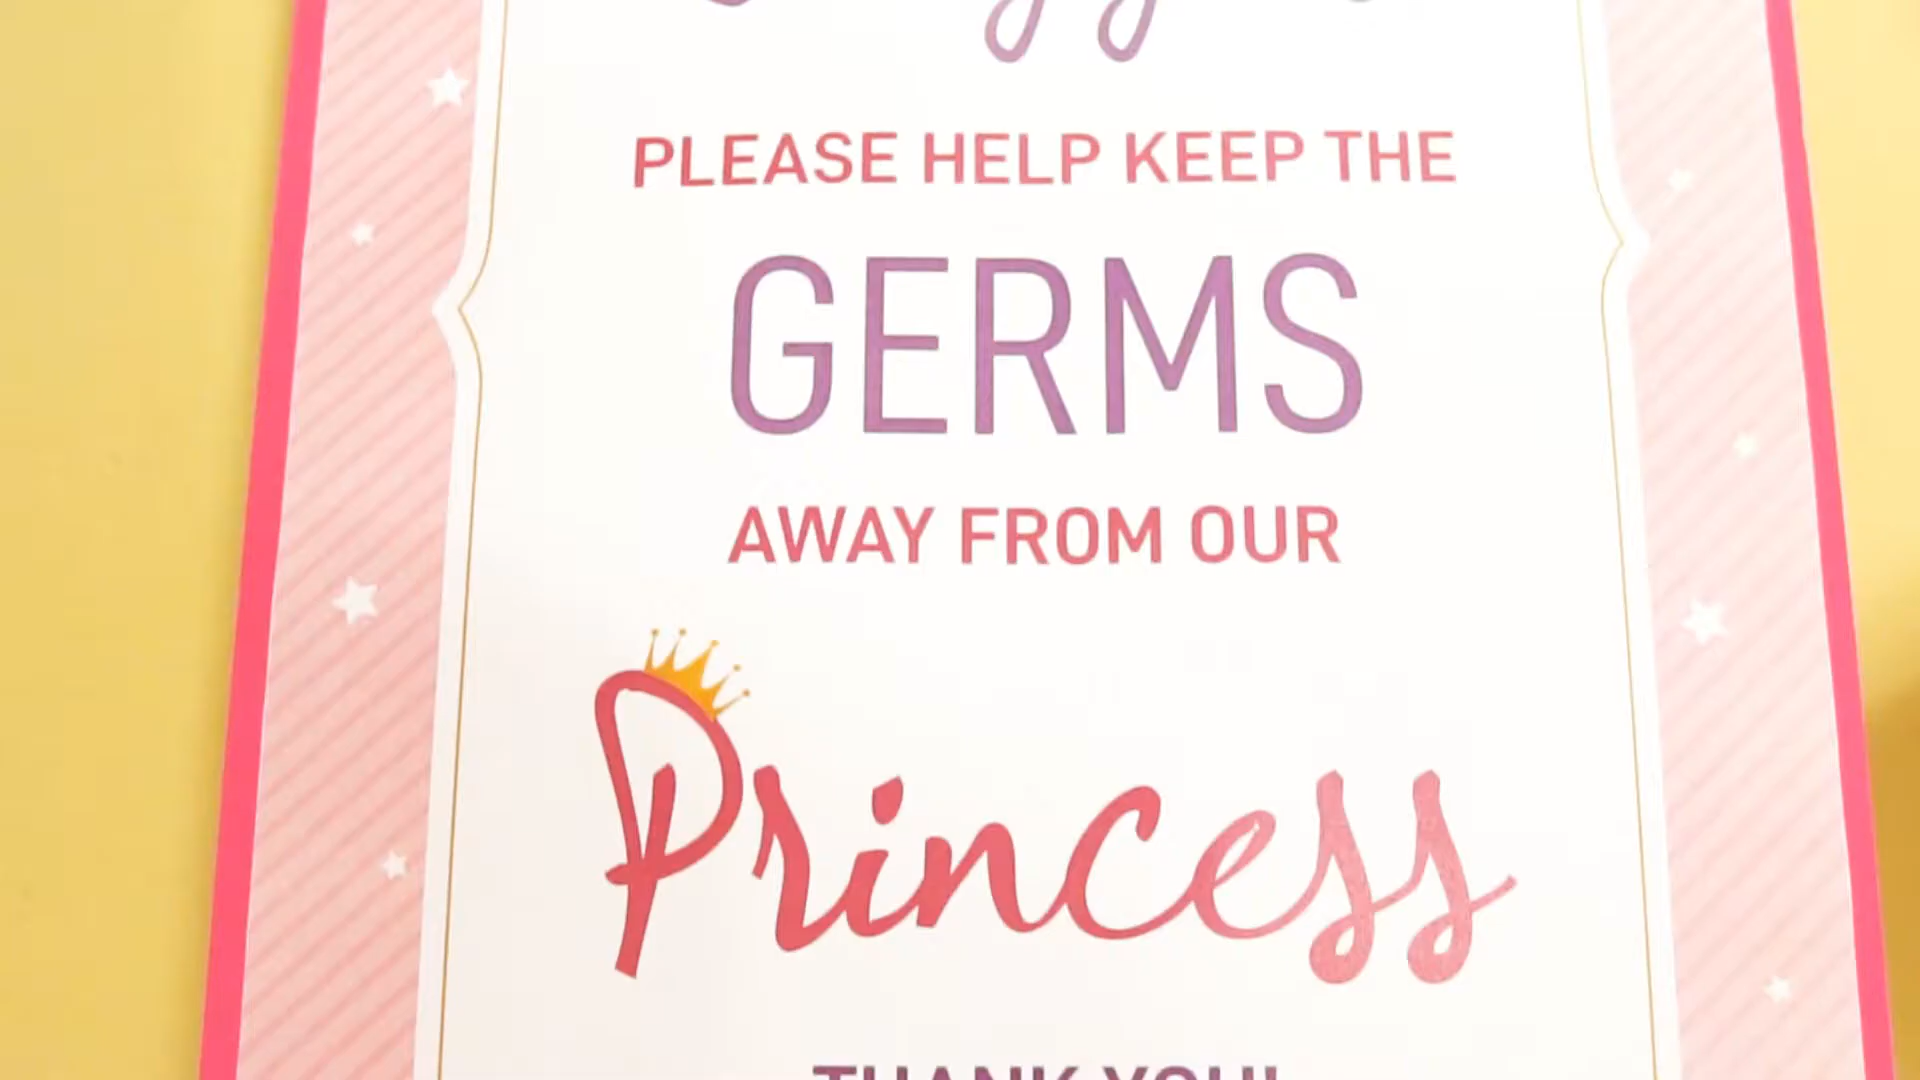 PLEASE HELP KEEP THE
GERMS
AWAY FROM OUR
Princess
THANK YOU!